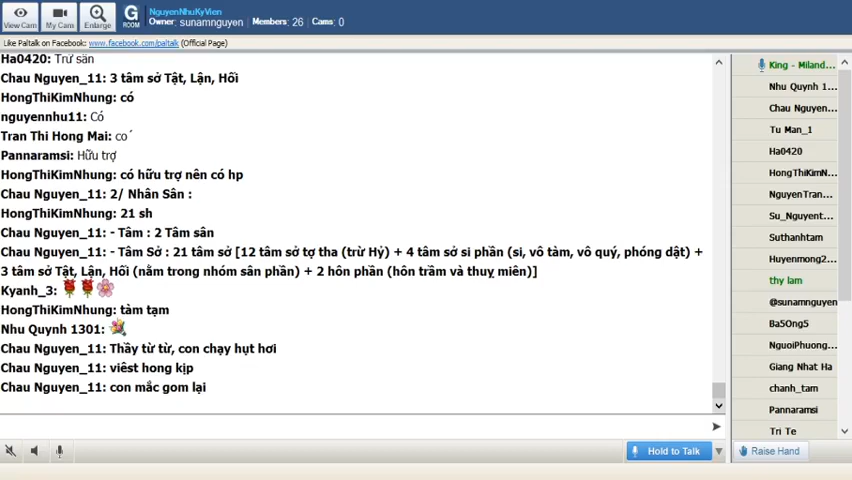 NguyenNhuKyVien
Owner: sunamnguyen Members: 26 Cams: 0
View Cam
My Cam
Enlarge
G
ROOM
Like Paltalk on Facebook: www.facebook.com/paltalk (Official Page)
Ha0420: Trừ sân
Chau Nguyen_11: 3 tâm sở Tật, Lận, Hối
HongThiKimNhung: có
nguyennhu11: Có
Tran Thi Hong Mai: co´
Pannaramsi: Hữu trợ
HongThiKimNhung: có hữu trợ nên có hp
Chau Nguyen_11: 2/ Nhân Sân :
HongThiKimNhung: 21 sh
Chau Nguyen_11: - Tâm : 2 Tâm sân
Chau Nguyen_11: - Tâm Sở : 21 tâm sở [12 tâm sở tợ tha (trừ Hỷ) + 4 tâm sở si phần (si, vô tàm, vô quý, phóng dật) +
3 tâm sở Tật, Lận, Hối (nằm trong nhóm sân phần) + 2 hôn phần (hôn trầm và thuỵ miên)]
Kyanh_3:
HongThiKimNhung: tàm tạm
Nhu Quynh 1301:
Chau Nguyen_11: Thầy từ từ, con chạy hụt hơi
Chau Nguyen_11: viêst hong kịp
Chau Nguyen_11: con mắc gom lại
King - Miland...
Nhu Quynh 1...
Chau Nguyen...
Tu Man_1
Ha0420
HongThiKimN...
NguyenTran...
Su_Nguyent...
Suthanhtam
Huyenmong2...
thy lam
@sunamnguyen
Ba5Ong5
NguoiPhuong...
Giang Nhat Ha
chanh_tam
Pannaramsi
Tri Te
Hold to Talk
Raise Hand